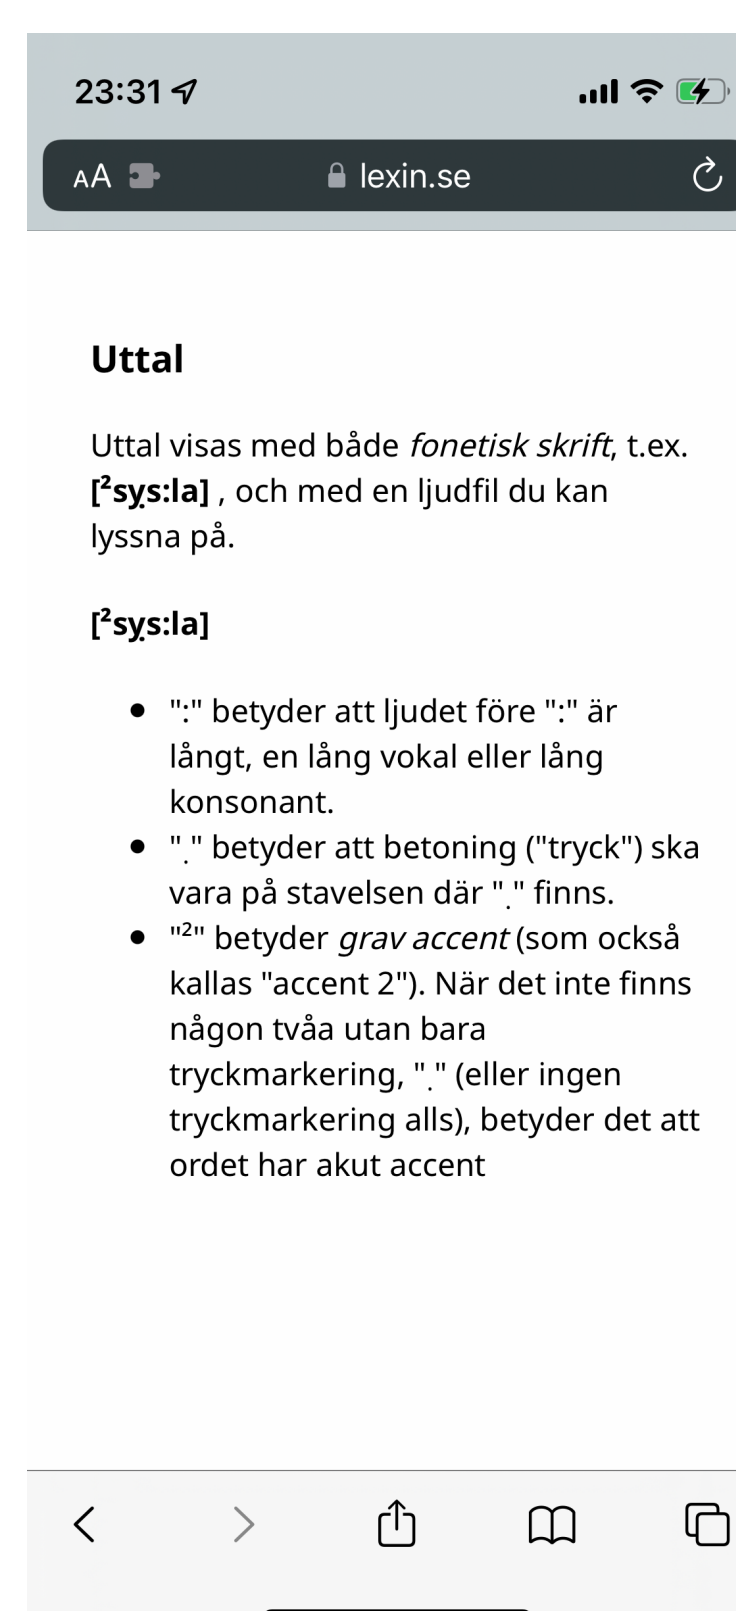 23:31
AA lexin.se
Uttal
Uttal visas med både fonetisk skrift, t.ex.
[²sỵs:la] , och med en ljudfil du kan
lyssna på.
[²sỵs:la]
":" betyder att ljudet före ":" är
långt, en lång vokal eller lång
konsonant.
"̣" betyder att betoning ("tryck") ska
vara på stavelsen där "̣" finns.
"²" betyder grav accent (som också
kallas "accent 2"). När det inte finns
någon tvåa utan bara
tryckmarkering, "̣" (eller ingen
tryckmarkering alls), betyder det att
ordet har akut accent